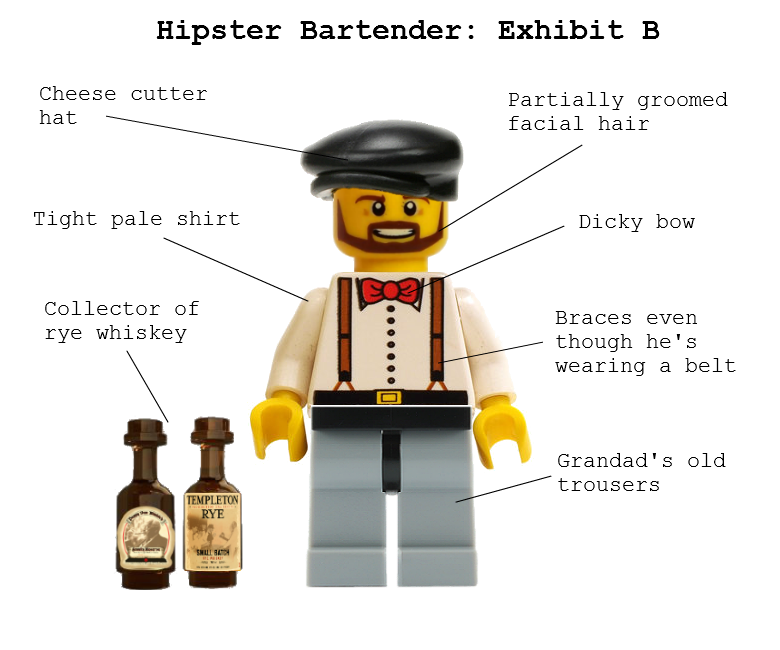 Hipster Bartender: Exhibit B
Cheese cutter
hat
Partially groomed
facial hair
Tight pale shirt
Dicky bow
Collector of
rye whiskey
Braces even
though he's
wearing a belt
Grandad's old
trousers
TEMPLETON
RYE
SMALL BATCH